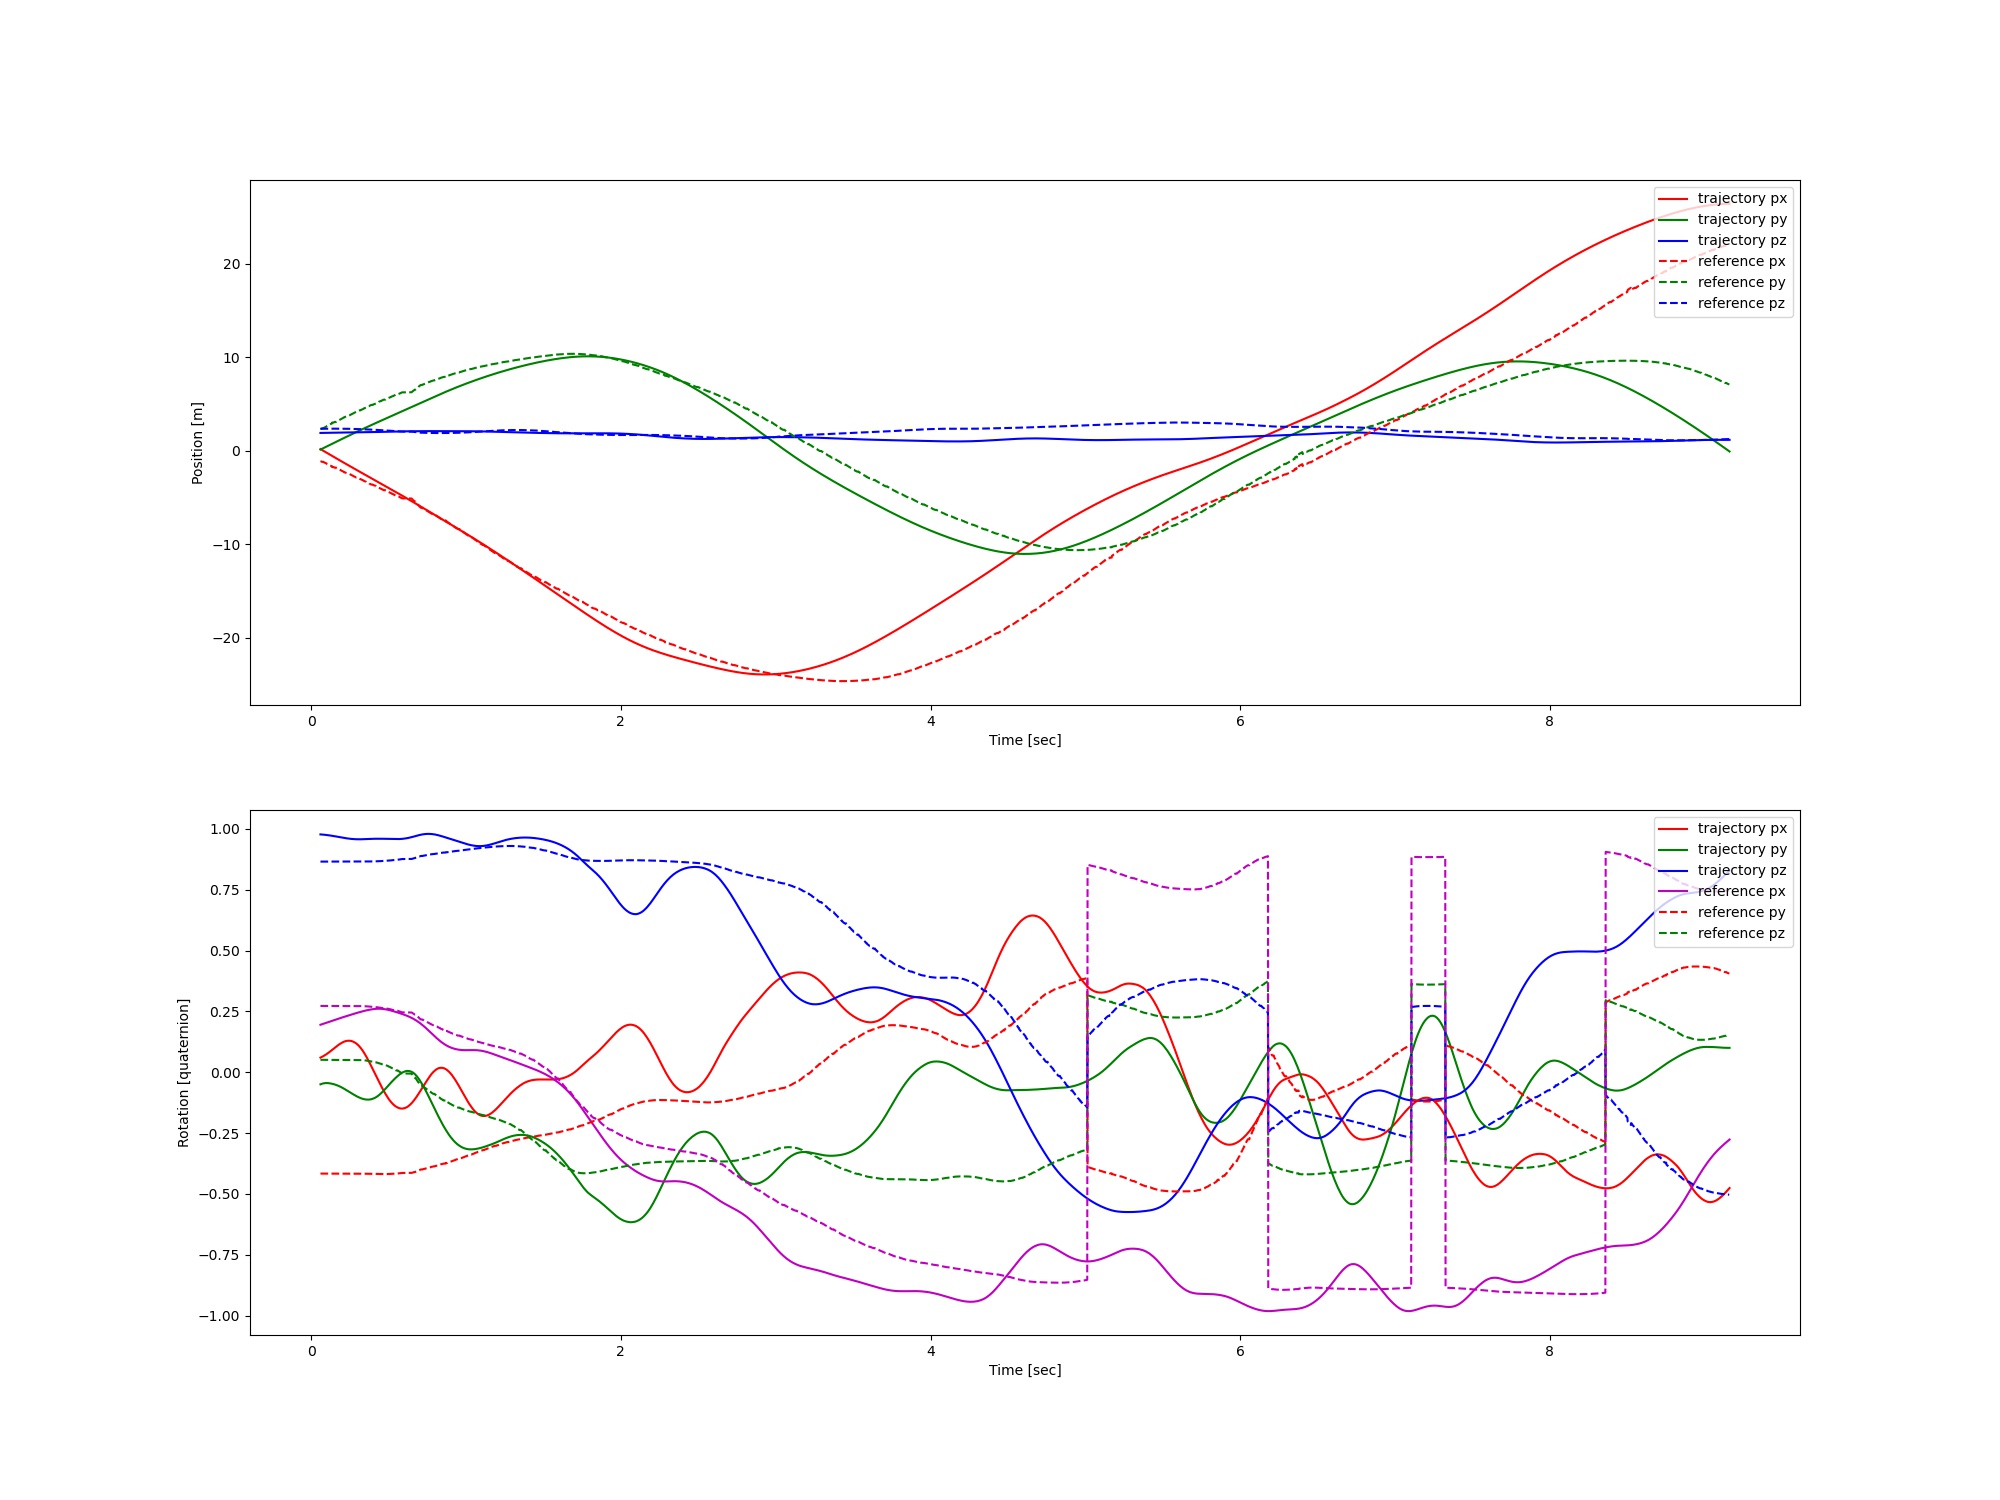 20
10
0
−10
−20
Position [m]
0 2 4 6 8
Time [sec]
trajectory px
trajectory py
trajectory pz
reference px
reference py
reference pz
1.00
0.75
0.50
0.25
0.00
−0.25
−0.50
−0.75
−1.00
Rotation [quaternion]
0 2 4 6 8
Time [sec]
trajectory px
trajectory py
trajectory pz
reference px
reference py
reference pz